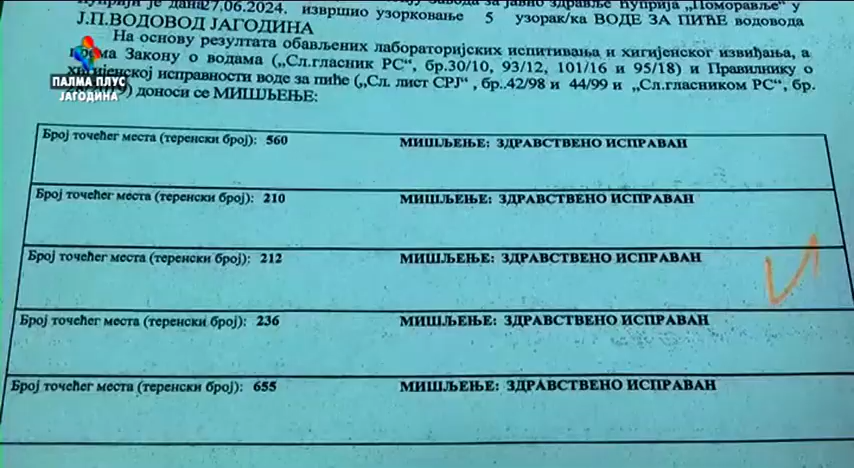 је дана 27.06.2024. извршио узорковање 5 узорак/ка ВОДЕ ЗА ПИЋЕ водовода
Ј.П.ВОДОВОД ЈАГОДИНА
На основу резултата обављених лабораторијских испитивања и хигијенског извиђања, а
Закону о водама („Сл.гласник РС“, бр.30/10, 93/12, 101/16 и 95/18) и Правилнику о
хигијенској исправности воде за пиће („Сл. лист СРЈ“ , бр..42/98 и 44/99 и „Сл.гласником РС“, бр.
доноси се МИШЉЕЊЕ:
ПАЛМА ПЛУС
ЈАГОДИНА
Број точећег места (теренски број): 560 МИШЉЕЊЕ: ЗДРАВСТВЕНО ИСПРАВАН
Број точећег места (теренски број): 210 МИШЉЕЊЕ: ЗДРАВСТВЕНО ИСПРАВАН
Број точећег места (теренски број): 212 МИШЉЕЊЕ: ЗДРАВСТВЕНО ИСПРАВАН
Број точећег места (теренски број): 236 МИШЉЕЊЕ: ЗДРАВСТВЕНО ИСПРАВАН
Број точећег места (теренски број): 655 МИШЉЕЊЕ: ЗДРАВСТВЕНО ИСПРАВАН